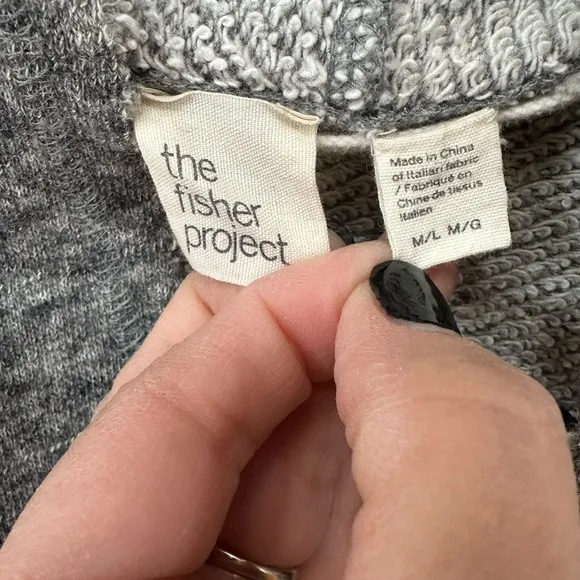 the
fisher
project
Made in China
of Italian fabric
/ Fabriqué en
Chine de tissus
italien
M/L M/G